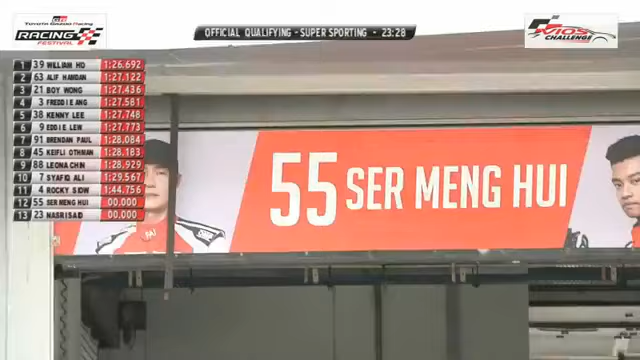 TOYOTA GAZOO Racing
RACING
FESTIVAL
OFFICIAL QUALIFYING - SUPER SPORTING - 23:28
VIOS
CHALLENGE
1 39 WILLIAM HO 1:26.692
2 63 ALIF HAMDAN 1:27.122
3 21 BOY WONG 1:27.436
4 3 FREDDIE ANG 1:27.581
5 38 KENNY LEE 1:27.748
6 9 EDDIE LEW 1:27.773
7 91 BRENDAN PAUL 1:28.084
8 45 KEIFLI OTHMAN 1:28.183
9 88 LEONA CHIN 1:28.929
10 7 SYAFIQ ALI 1:29.567
11 4 ROCKY SIOW 1:44.756
12 55 SER MENG HUI 00.000
13 23 NASRI SAID 00.000
55 SER MENG HUI